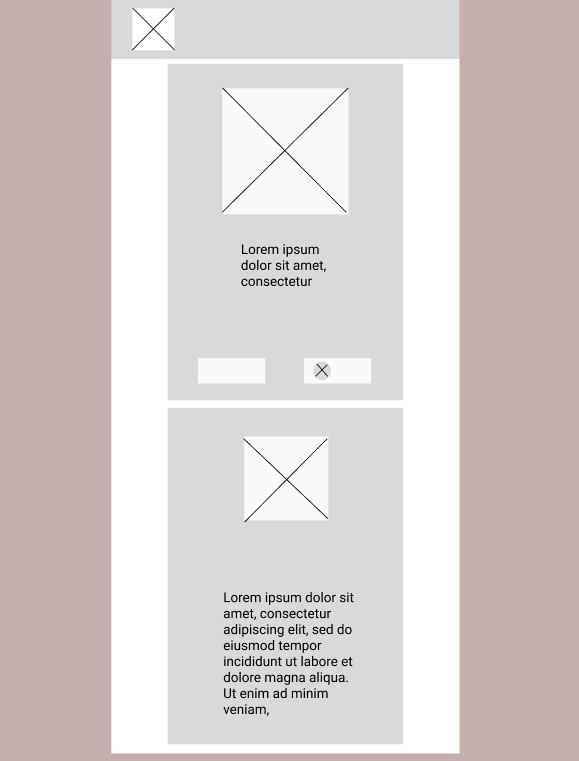 Lorem ipsum
dolor sit amet,
consectetur
Lorem ipsum dolor sit
amet, consectetur
adipiscing elit, sed do
eiusmod tempor
incididunt ut labore et
dolore magna aliqua.
Ut enim ad minim
veniam,